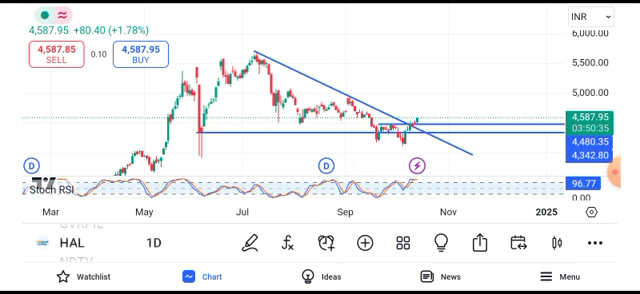 4,587.95 +80.40 (+1.78%)
INR
4,587.85
SELL
0.10
4,587.95
BUY
6,000.00
5,500.00
5,000.00
4,587.95
03:50:35
4,480.35
4,342.80
D
D
Stoch RSI
96.77
0.00
Mar
May
Jul
Sep
Nov
2025
HAL
1D
NDTV
Watchlist
Chart
Ideas
News
Menu